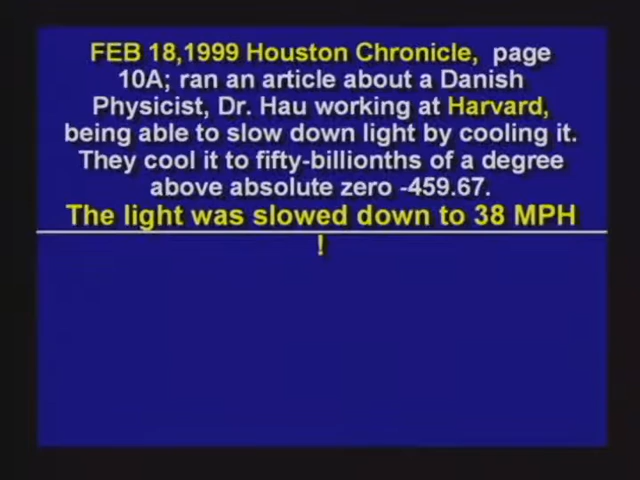 FEB 18,1999 Houston Chronicle, page
10A; ran an article about a Danish
Physicist, Dr. Hau working at Harvard,
being able to slow down light by cooling it.
They cool it to fifty-billionths of a degree
above absolute zero -459.67.
The light was slowed down to 38 MPH
!